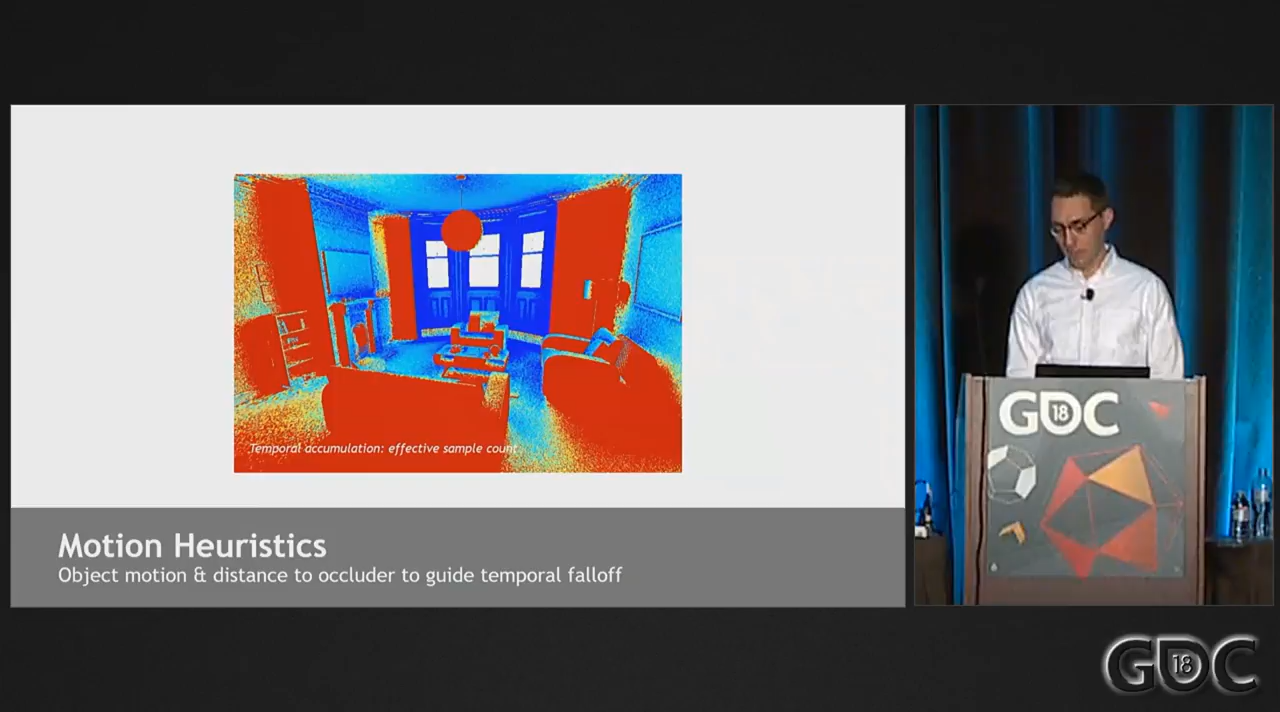 Temporal accumulation: effective sample count
Motion Heuristics
Object motion & distance to occluder to guide temporal falloff
GDC
18
GDC
18